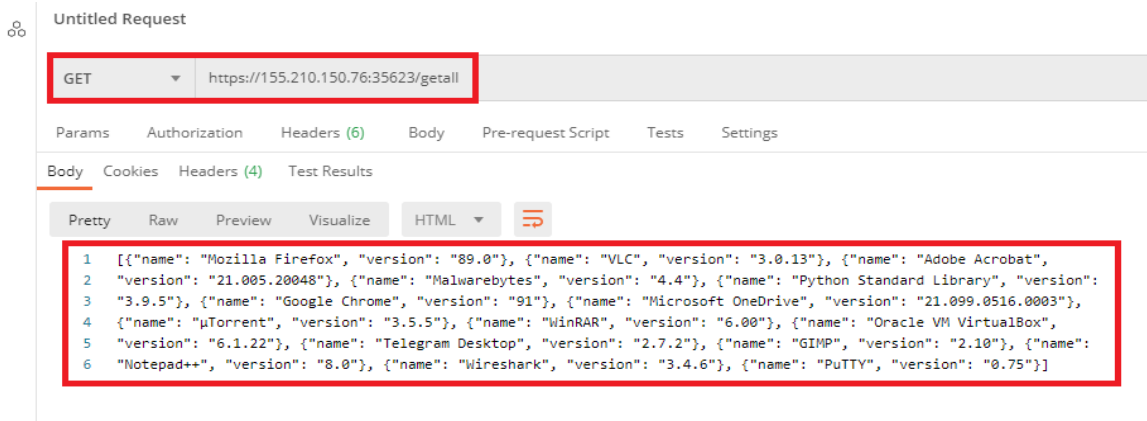 Untitled Request
GET https://155.210.150.76:35623/getall
Params Authorization Headers (6) Body Pre-request Script Tests Settings
Body Cookies Headers (4) Test Results
Pretty Raw Preview Visualize HTML
1 [{"name": "Mozilla Firefox", "version": "89.0"}, {"name": "VLC", "version": "3.0.13"}, {"name": "Adobe Acrobat",
2 "version": "21.005.20048"}, {"name": "Malwarebytes", "version": "4.4"}, {"name": "Python Standard Library", "version":
3 "3.9.5"}, {"name": "Google Chrome", "version": "91"}, {"name": "Microsoft OneDrive", "version": "21.099.0516.0003"},
4 {"name": "µTorrent", "version": "3.5.5"}, {"name": "WinRAR", "version": "6.00"}, {"name": "Oracle VM VirtualBox",
5 "version": "6.1.22"}, {"name": "Telegram Desktop", "version": "2.7.2"}, {"name": "GIMP", "version": "2.10"}, {"name":
6 "Notepad++", "version": "8.0"}, {"name": "Wireshark", "version": "3.4.6"}, {"name": "PuTTY", "version": "0.75"}]